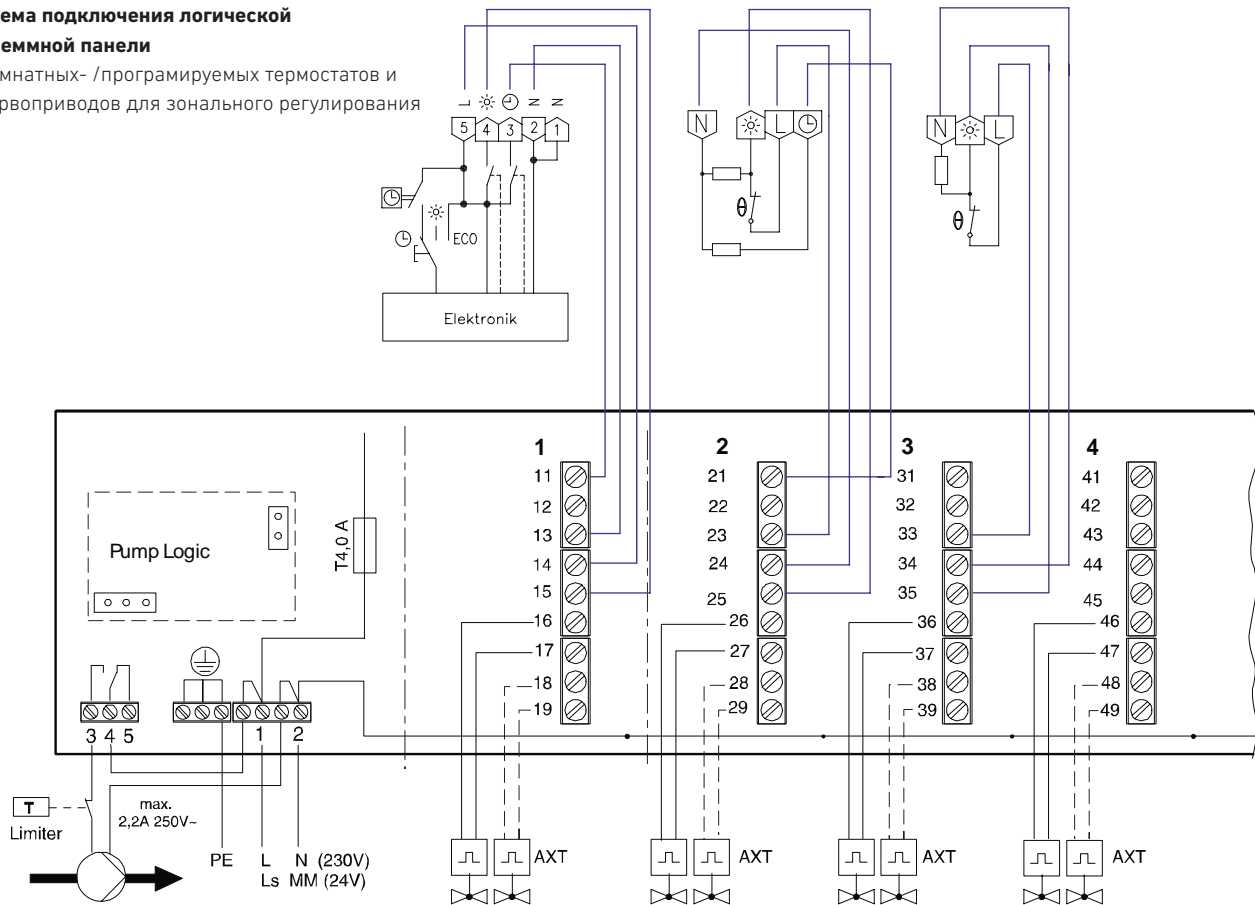 ема подключения логической
еммной панели
мнатных- /програмируемых термостатов и
рвоприводов для зонального регулирования
L N N
5 4 3 2 1
ECO
Elektronik
N L
θ
N L
θ
Pump Logic
T4,0 A
1
11
12
13
14
15
16
17
18
19
2
21
22
23
24
25
26
27
28
29
3
31
32
33
34
35
36
37
38
39
4
41
42
43
44
45
46
47
48
49
3 4 5
1 2
T
Limiter
max.
2,2A 250V~
PE L N (230V)
Ls MM (24V)
AXT AXT AXT AXT